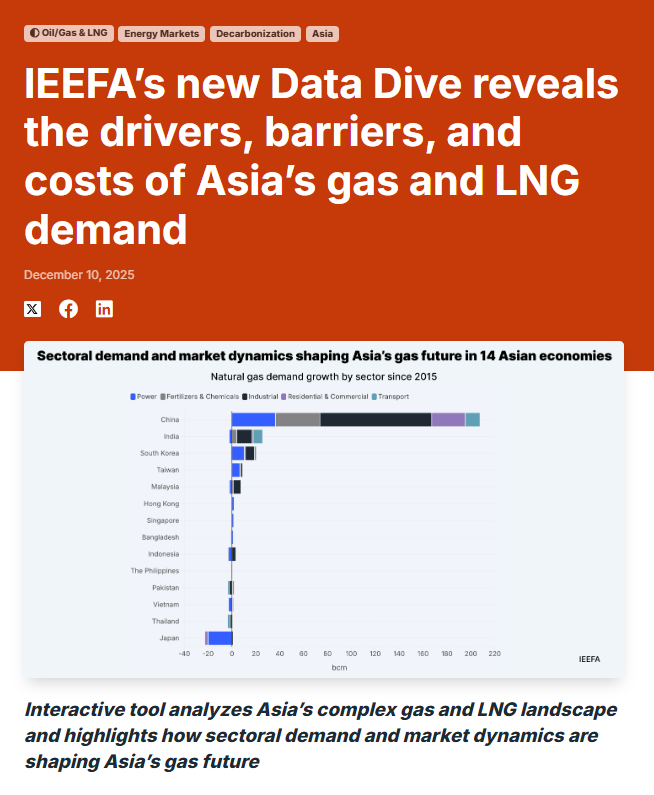 Oil/Gas & LNG Energy Markets Decarbonization Asia
IEEFA’s new Data Dive reveals
the drivers, barriers, and
costs of Asia’s gas and LNG
demand
December 10, 2025
Sectoral demand and market dynamics shaping Asia’s gas future in 14 Asian economies
Natural gas demand growth by sector since 2015
Power Fertilizers & Chemicals Industrial Residential & Commercial Transport
China
India
South Korea
Taiwan
Malaysia
Hong Kong
Singapore
Bangladesh
Indonesia
The Philippines
Pakistan
Vietnam
Thailand
Japan
-40 -20 0 20 40 60 80 100 120 140 160 180 200 220
bcm
IEEFA
Interactive tool analyzes Asia’s complex gas and LNG landscape
and highlights how sectoral demand and market dynamics are
shaping Asia’s gas future